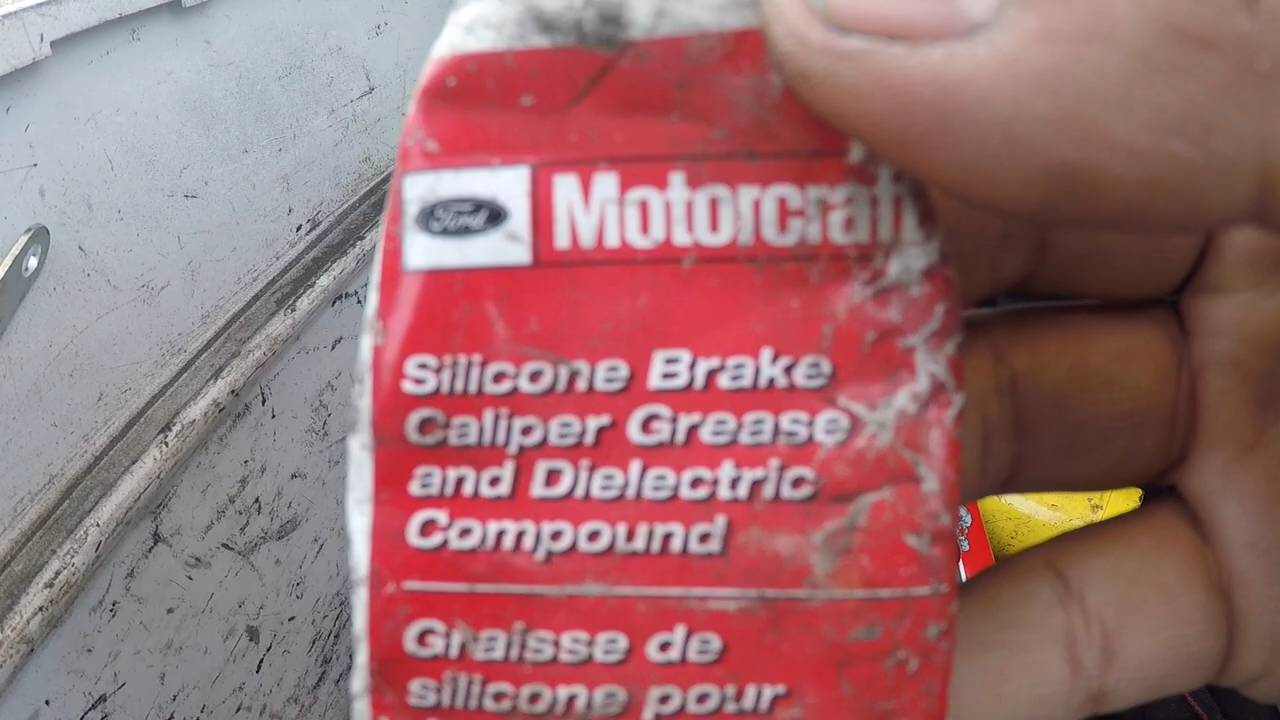 Ford Motorcraft
Silicone Brake
Caliper Grease
and Dielectric
Compound
Graisse de
silicone pour